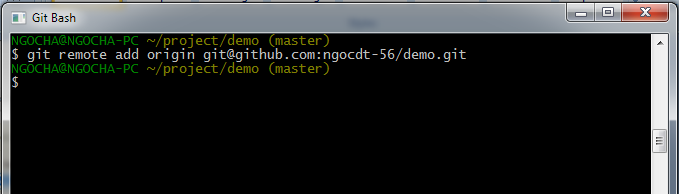 Git Bash
NGOCHA@NGOCHA-PC ~/project/demo (master)
$ git remote add origin git@github.com:ngocdt-56/demo.git
NGOCHA@NGOCHA-PC ~/project/demo (master)
$